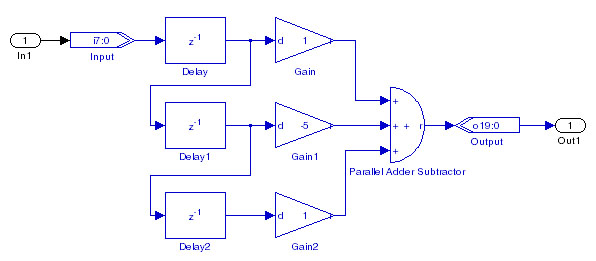 1
In1
i7:0
Input
z-1
Delay
d 1
Gain
z-1
Delay1
d -5
Gain1
z-1
Delay2
d 1
Gain2
+
+ + r
+
Parallel Adder Subtractor
o19:0
Output
1
Out1